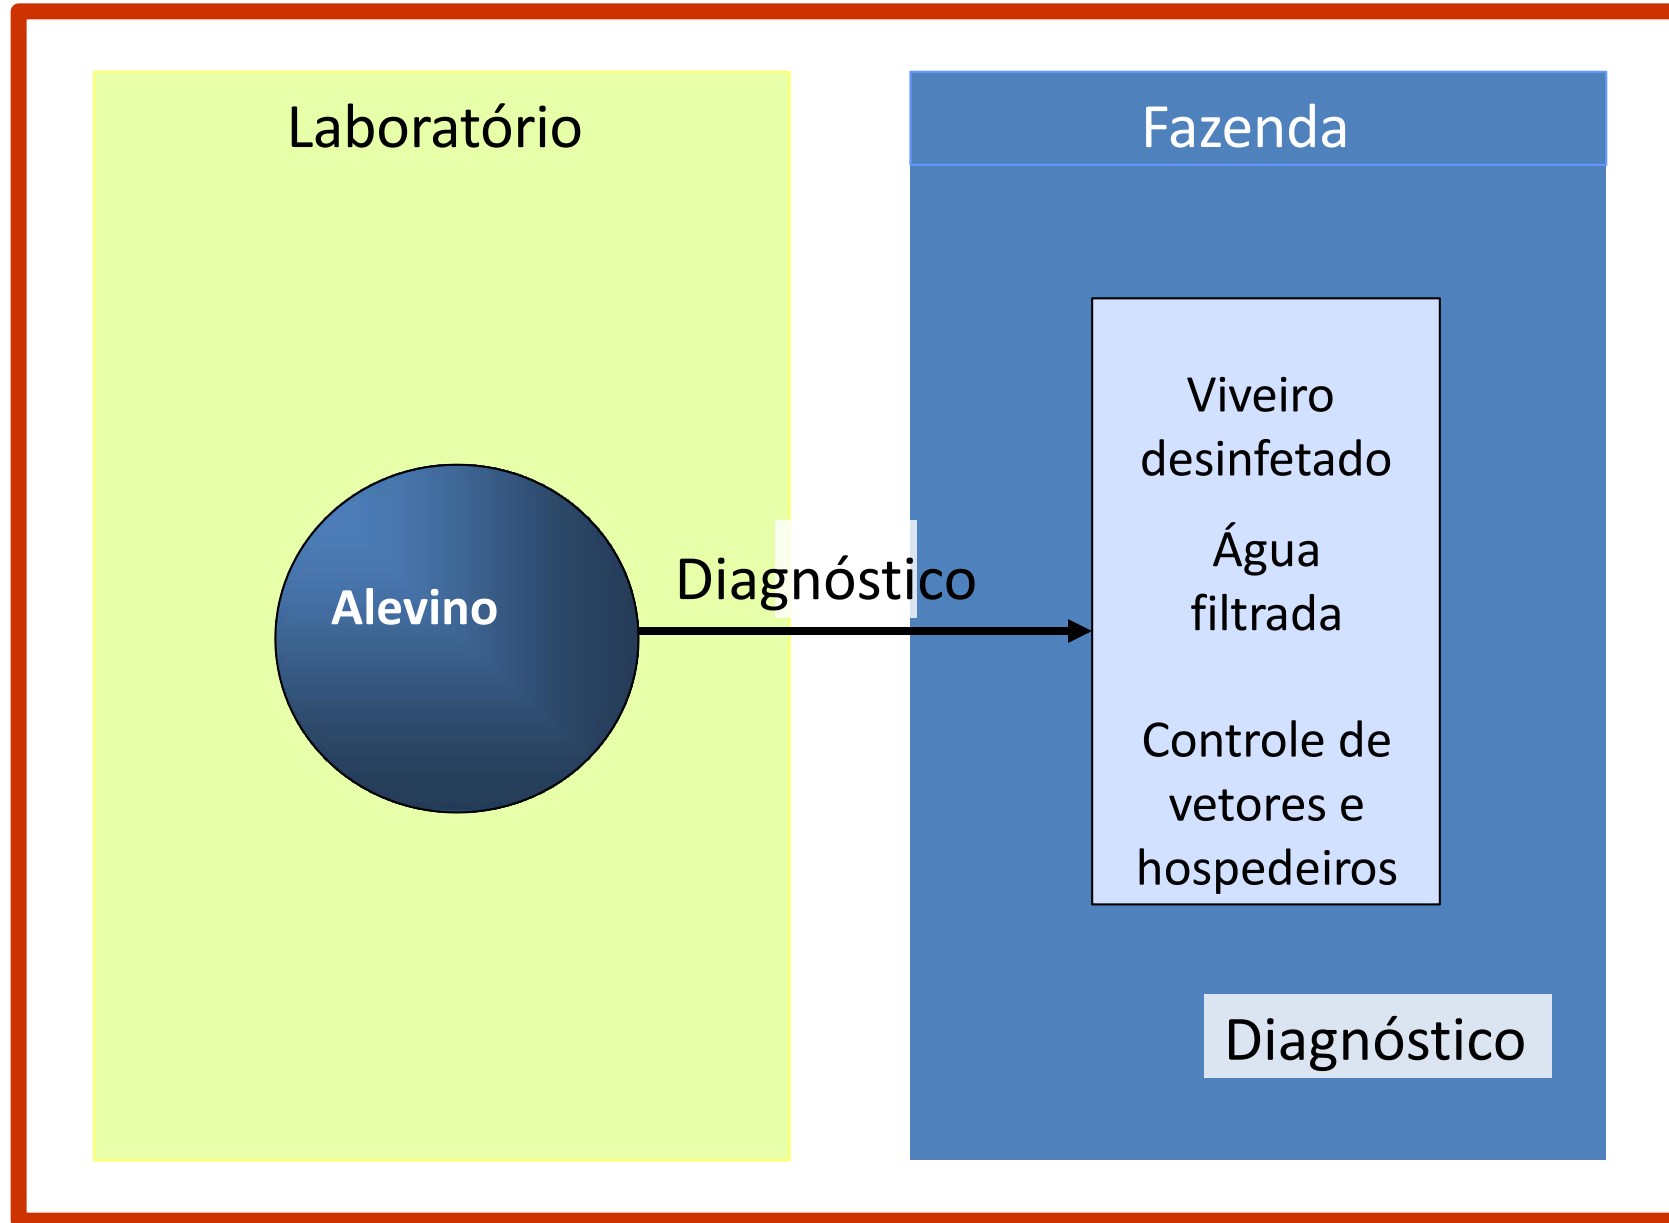 Laboratório
Fazenda
Alevino
Diagnóstico
Viveiro
desinfetado
Água
filtrada
Controle de
vetores e
hospedeiros
Diagnóstico